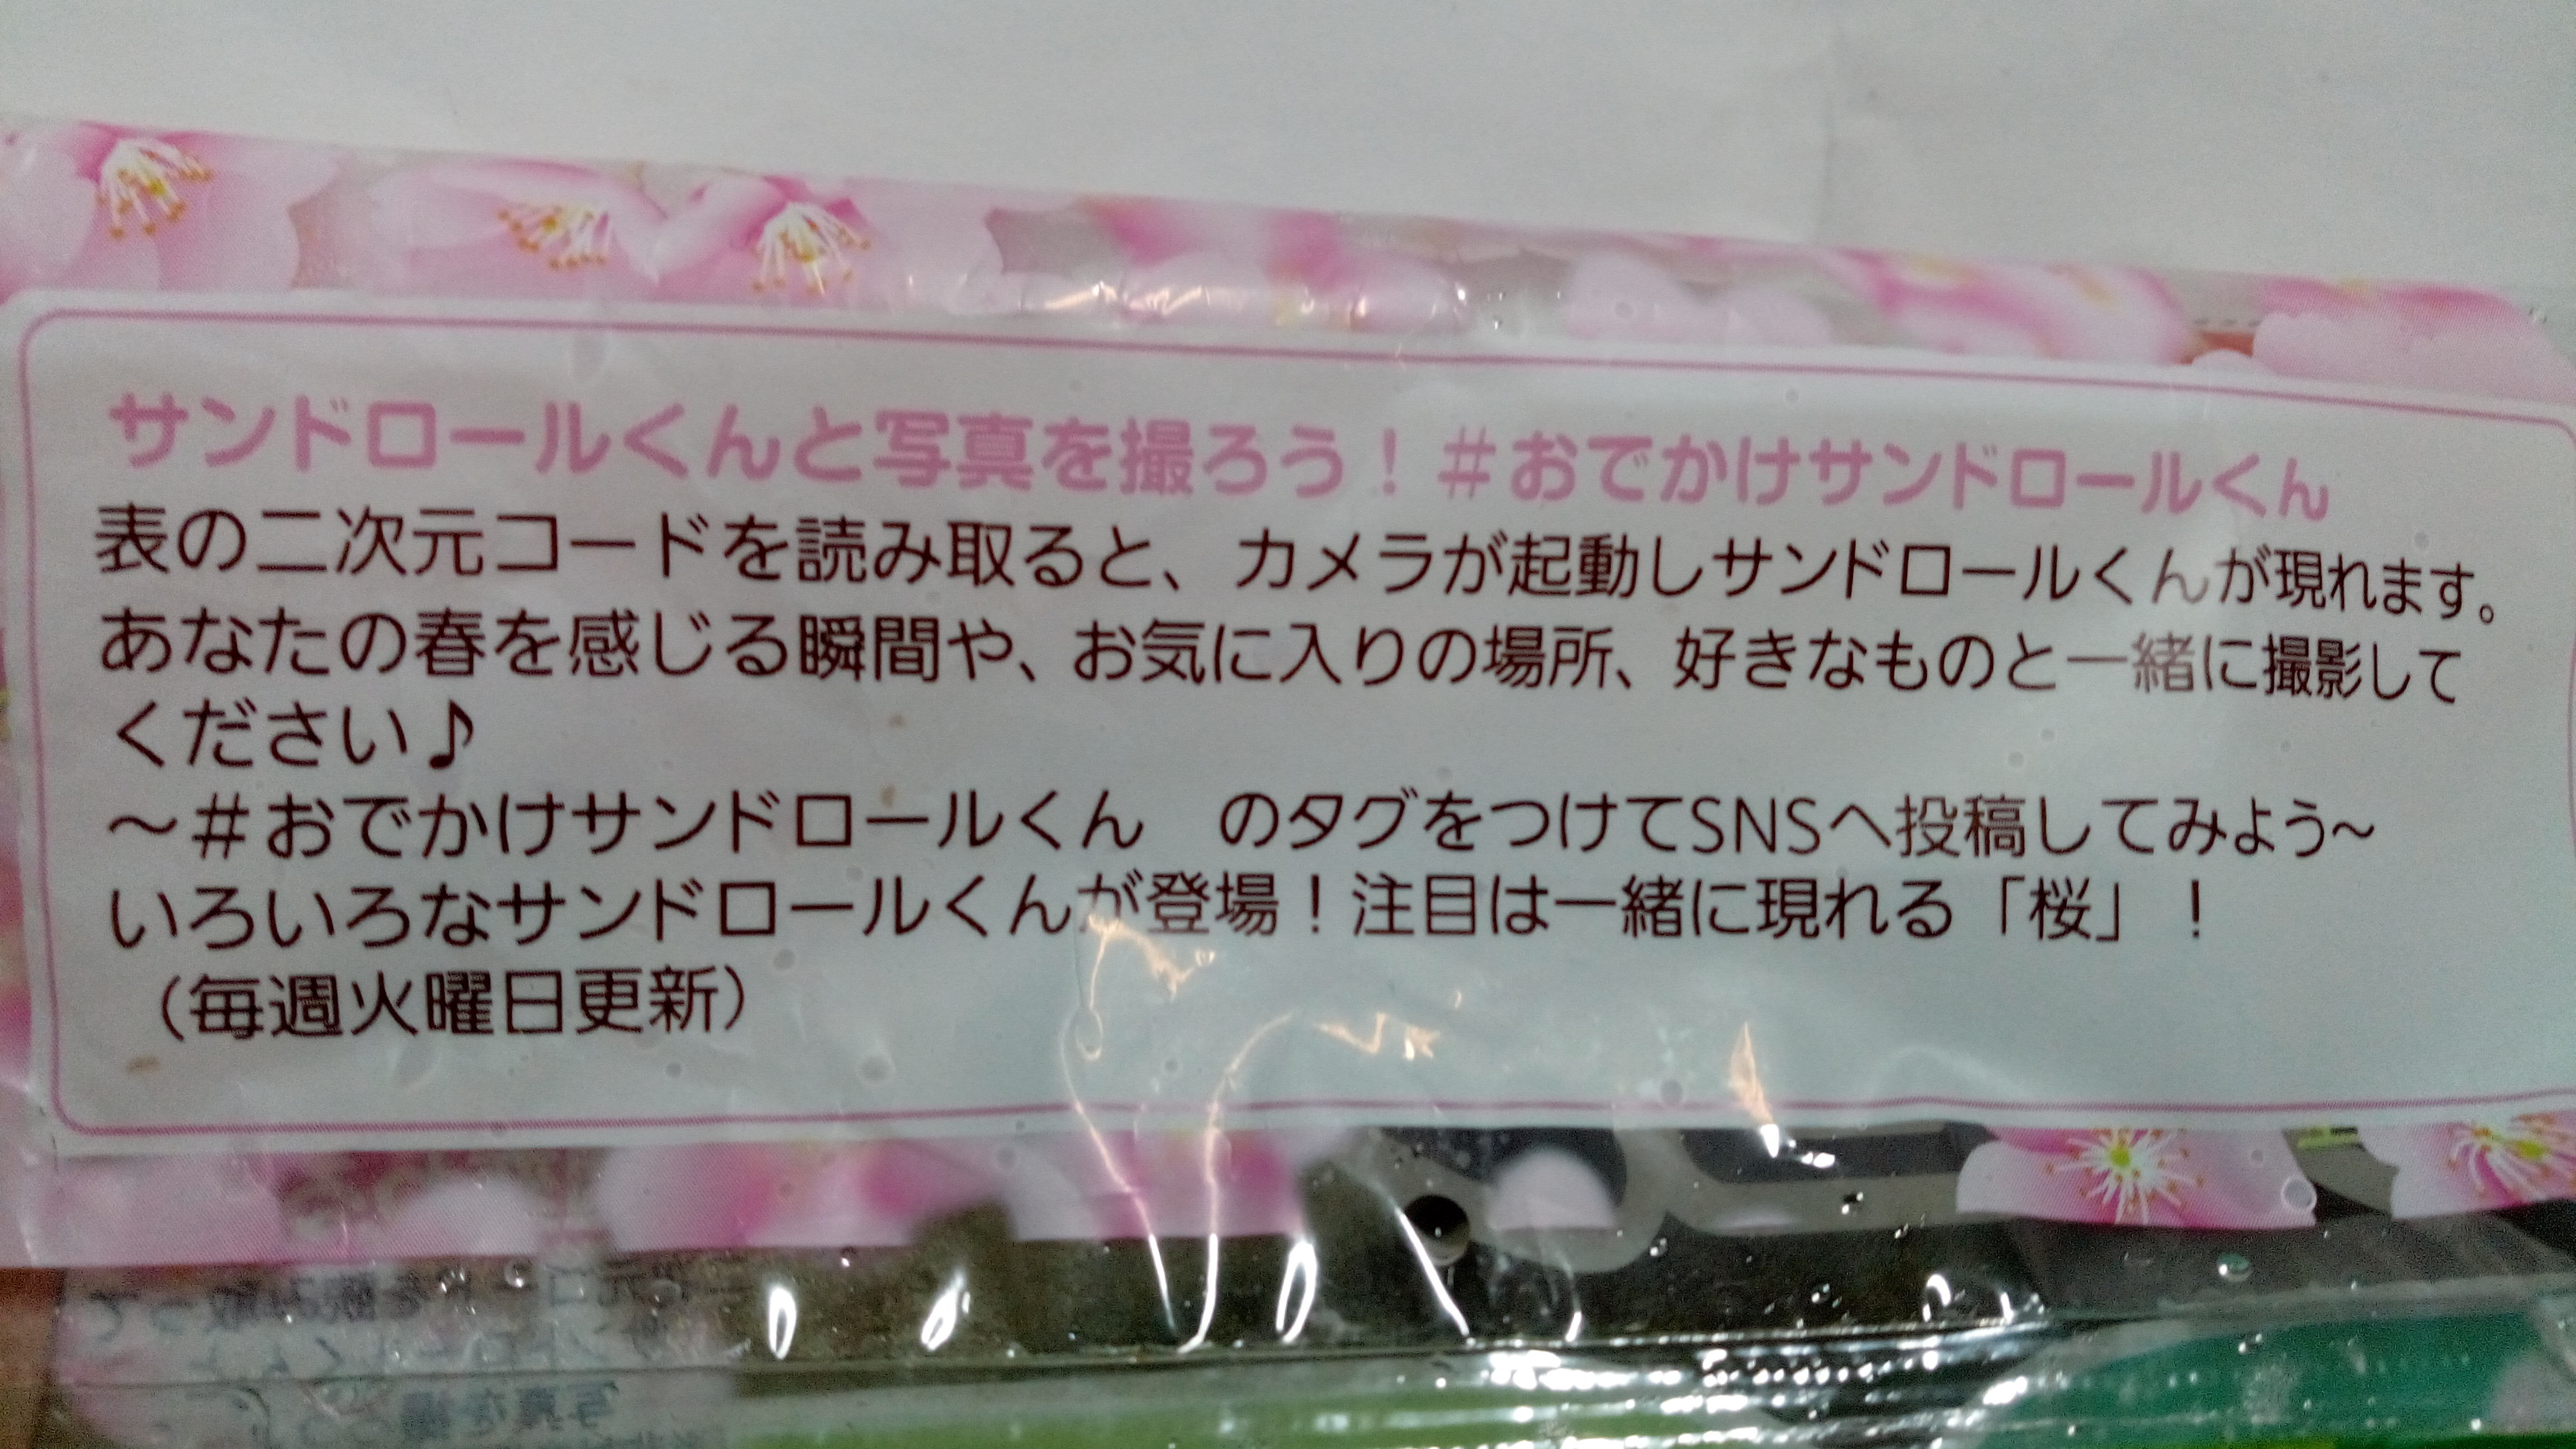 サンドロールくんと写真を撮ろう！＃おでかけサンドロールくん
表の二次元コードを読み取ると、カメラが起動しサンドロールくんが現れます。
あなたの春を感じる瞬間や、お気に入りの場所、好きなものと一緒に撮影して
ください♪
～＃おでかけサンドロールくん　のタグをつけてSNSへ投稿してみよう～
いろいろなサンドロールくんが登場！注目は一緒に現れる「桜」！
（毎週火曜日更新）